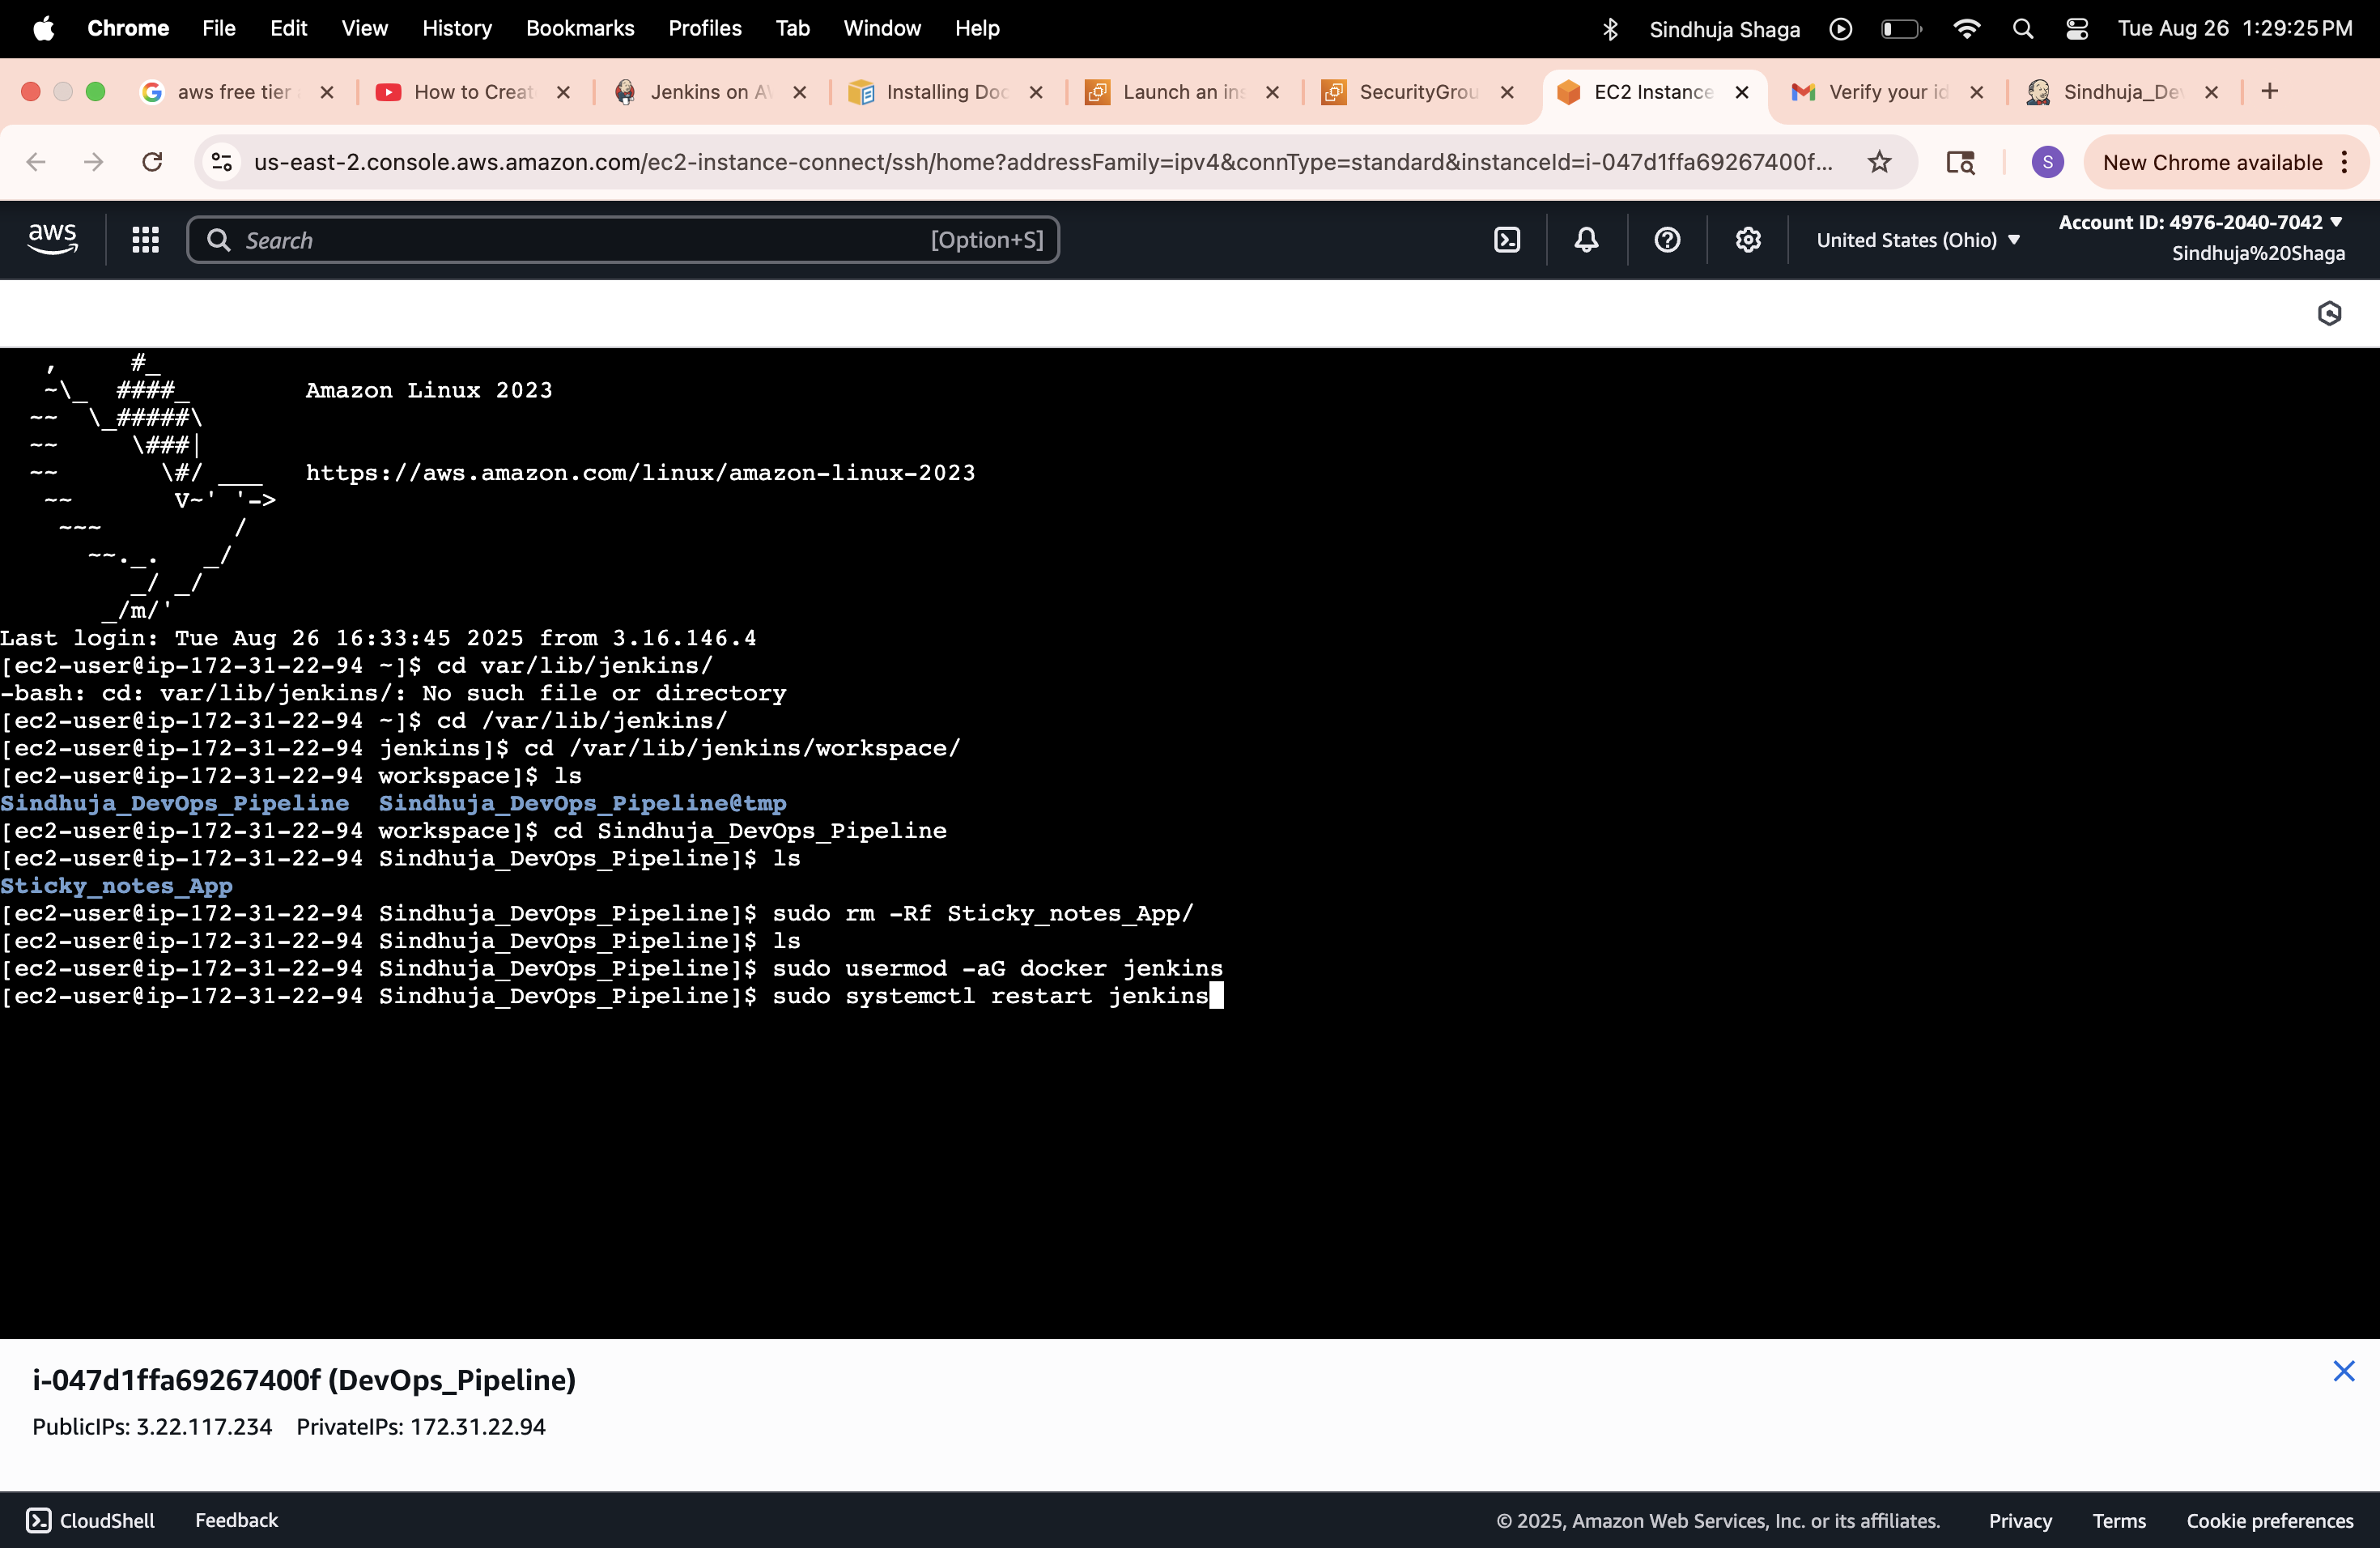 Chrome File Edit View History Bookmarks Profiles Tab Window Help Sindhuja Shaga Tue Aug 26 1:29:25 PM
aws free tier How to Creat Jenkins on A Installing Doc Launch an ins SecurityGrou EC2 Instance Verify your id Sindhuja_De
us-east-2.console.aws.amazon.com/ec2-instance-connect/ssh/home?addressFamily=ipv4&connType=standard&instanceId=i-047d1ffa69267400f... S New Chrome available
aws Search [Option+S] United States (Ohio) Account ID: 4976-2040-7042
Sindhuja%20Shaga
   ,     #_
   ~\_  ####_        Amazon Linux 2023
  ~~  \_#####\
  ~~     \###|
  ~~       \#/ ___   https://aws.amazon.com/linux/amazon-linux-2023
   ~~       V~' '->
    ~~~         /
      ~~._.   _/
         _/ _/
       _/m/'
Last login: Tue Aug 26 16:33:45 2025 from 3.16.146.4
[ec2-user@ip-172-31-22-94 ~]$ cd var/lib/jenkins/
-bash: cd: var/lib/jenkins/: No such file or directory
[ec2-user@ip-172-31-22-94 ~]$ cd /var/lib/jenkins/
[ec2-user@ip-172-31-22-94 jenkins]$ cd /var/lib/jenkins/workspace/
[ec2-user@ip-172-31-22-94 workspace]$ ls
Sindhuja_DevOps_Pipeline  Sindhuja_DevOps_Pipeline@tmp
[ec2-user@ip-172-31-22-94 workspace]$ cd Sindhuja_DevOps_Pipeline
[ec2-user@ip-172-31-22-94 Sindhuja_DevOps_Pipeline]$ ls
Sticky_notes_App
[ec2-user@ip-172-31-22-94 Sindhuja_DevOps_Pipeline]$ sudo rm -Rf Sticky_notes_App/
[ec2-user@ip-172-31-22-94 Sindhuja_DevOps_Pipeline]$ ls
[ec2-user@ip-172-31-22-94 Sindhuja_DevOps_Pipeline]$ sudo usermod -aG docker jenkins
[ec2-user@ip-172-31-22-94 Sindhuja_DevOps_Pipeline]$ sudo systemctl restart jenkins
i-047d1ffa69267400f (DevOps_Pipeline)
PublicIPs: 3.22.117.234 PrivateIPs: 172.31.22.94
CloudShell Feedback © 2025, Amazon Web Services, Inc. or its affiliates. Privacy Terms Cookie preferences